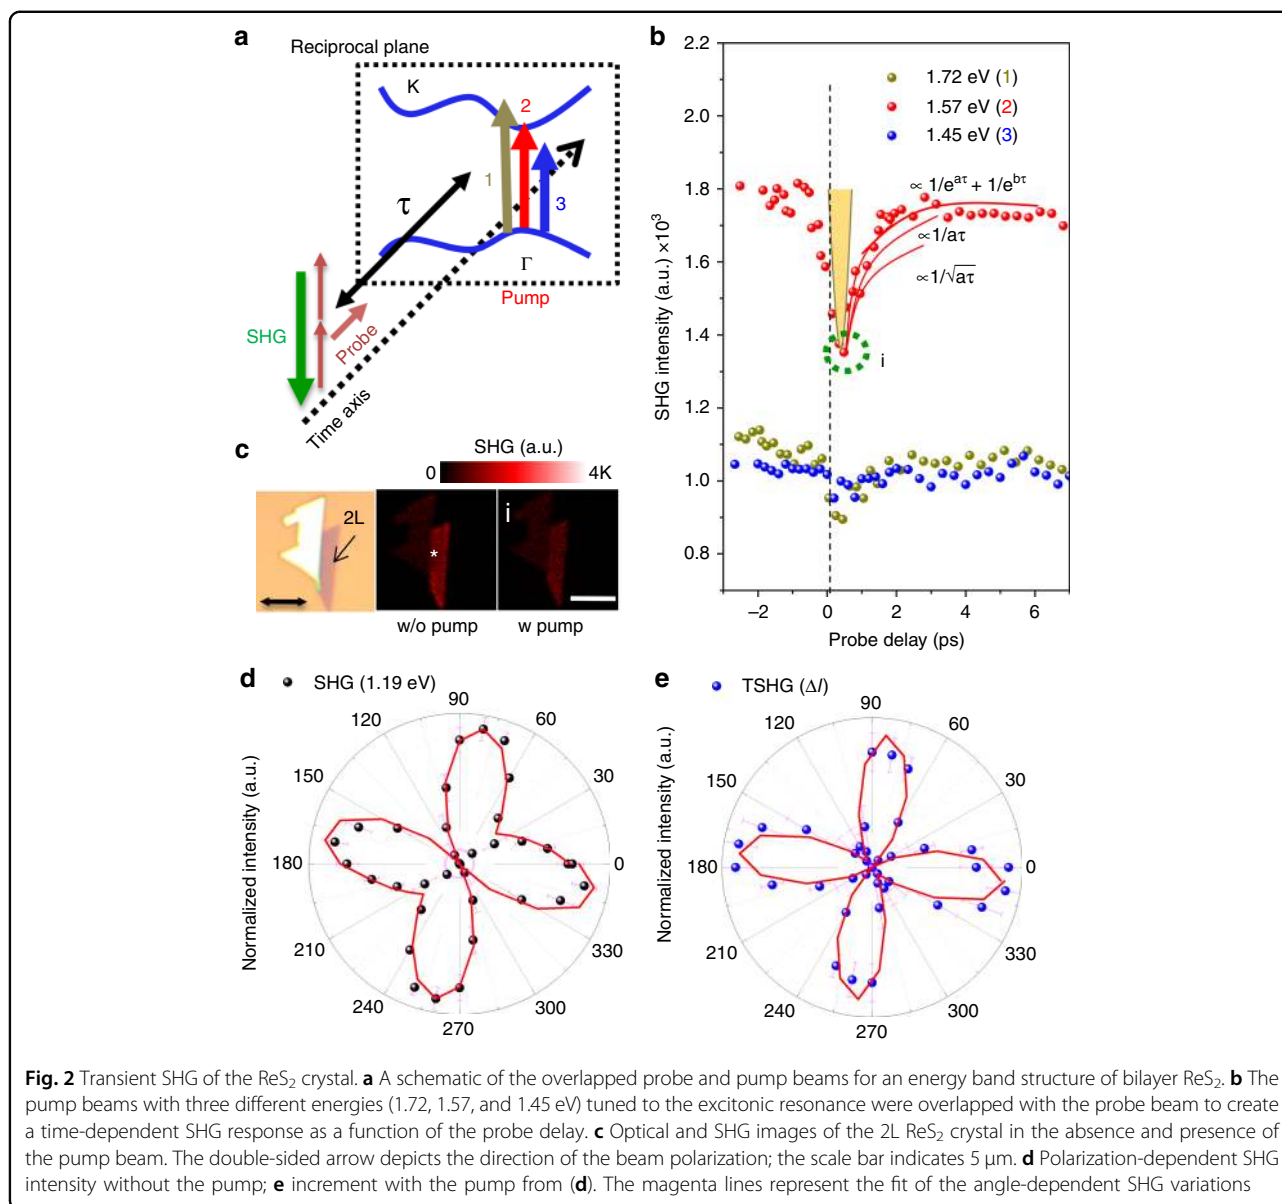 a
Reciprocal plane
K
2
1
3
τ
Γ
Pump
SHG
Probe
Time axis
b
2.2
2.0
1.8
1.6
1.4
1.2
1.0
0.8
SHG intensity (a.u.) ×10³
1.72 eV (1)
1.57 eV (2)
1.45 eV (3)
∝ 1/e^aτ + 1/e^bτ
∝1/aτ
∝1/√aτ
i
−2 0 2 4 6
Probe delay (ps)
c
SHG (a.u.)
0 4K
2L
*
i
w/o pump w pump
d
SHG (1.19 eV)
Normalized intensity (a.u.)
90
120 60
150 30
180 0
210 330
240 300
270
e
TSHG (ΔI)
Normalized intensity (a.u.)
90
120 60
150 30
180 0
210 330
240 300
270
Fig. 2 Transient SHG of the ReS₂ crystal. a A schematic of the overlapped probe and pump beams for an energy band structure of bilayer ReS₂. b The
pump beams with three different energies (1.72, 1.57, and 1.45 eV) tuned to the excitonic resonance were overlapped with the probe beam to create
a time-dependent SHG response as a function of the probe delay. c Optical and SHG images of the 2L ReS₂ crystal in the absence and presence of
the pump beam. The double-sided arrow depicts the direction of the beam polarization; the scale bar indicates 5 μm. d Polarization-dependent SHG
intensity without the pump; e increment with the pump from (d). The magenta lines represent the fit of the angle-dependent SHG variations